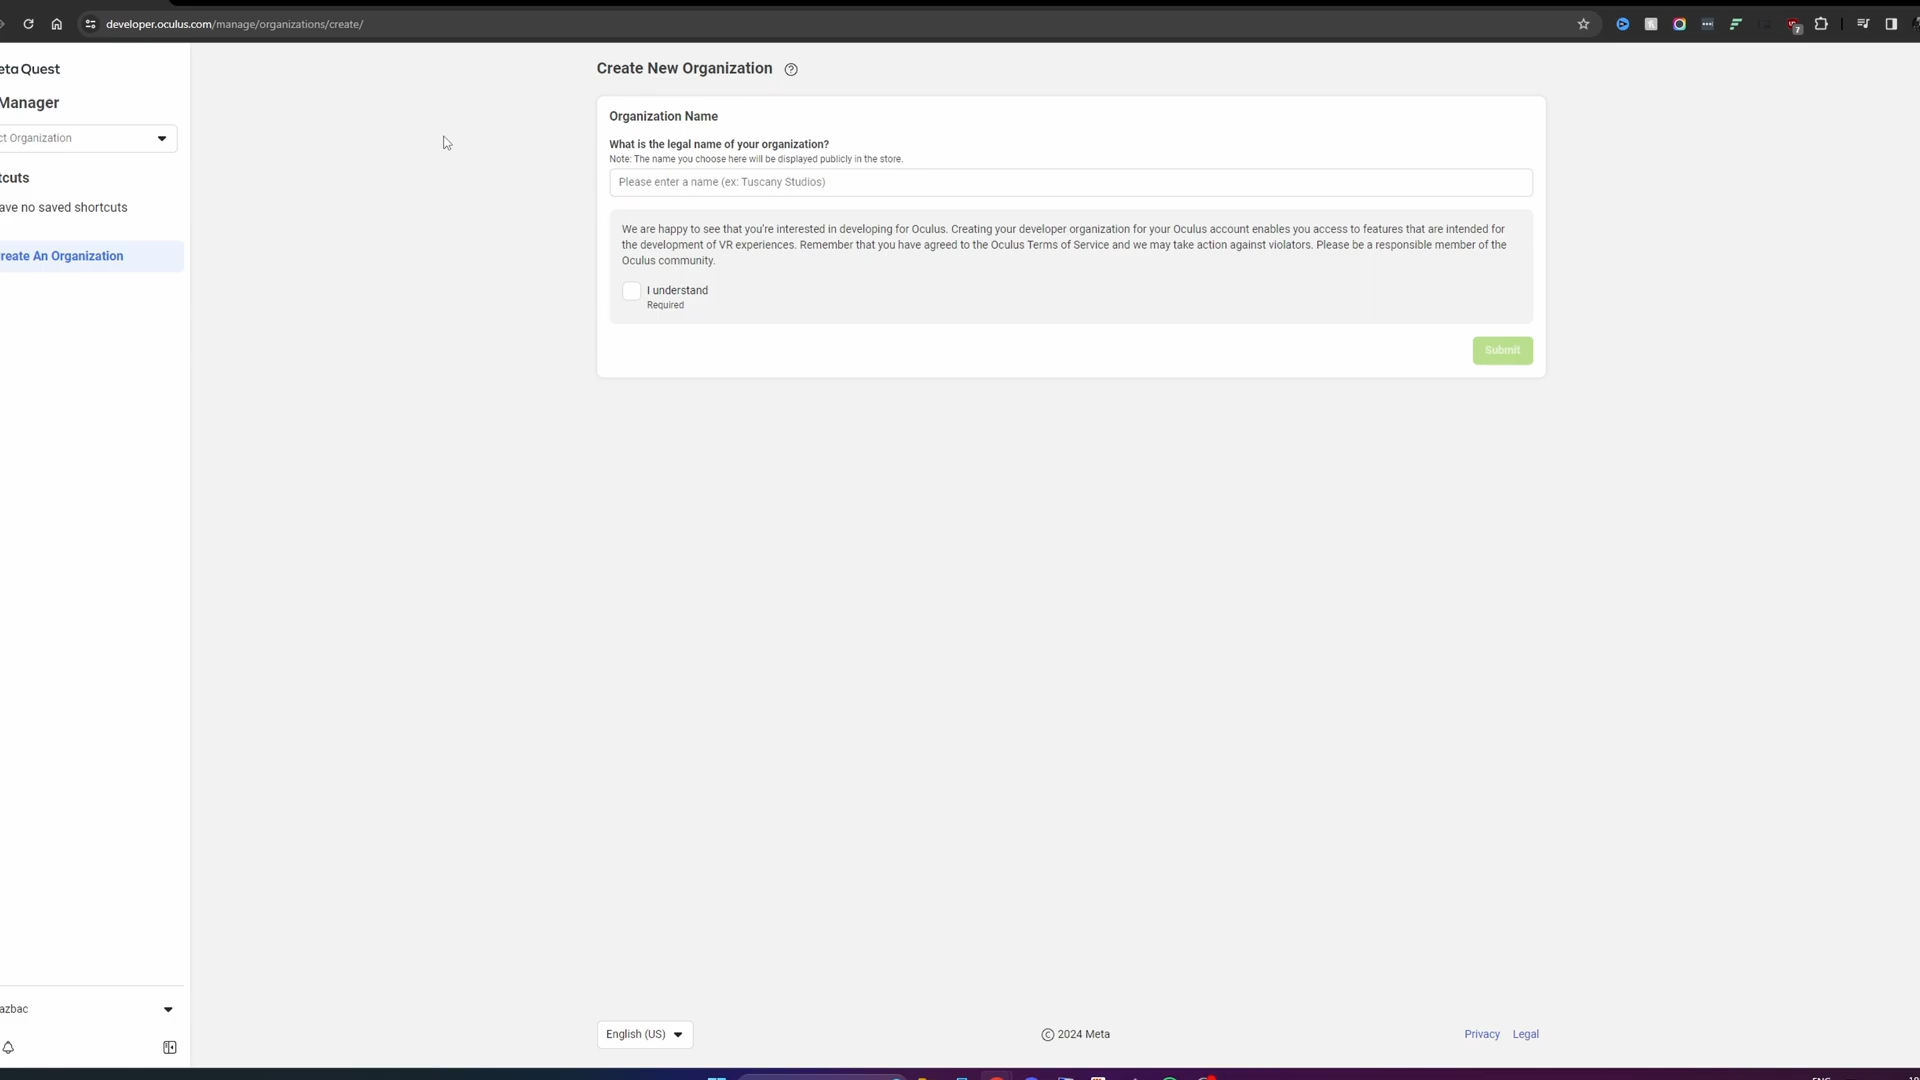 developer.oculus.com/manage/organizations/create/
7
eta Quest
Manager
ct Organization
tcuts
ave no saved shortcuts
reate An Organization
Create New Organization
Organization Name
What is the legal name of your organization?
Note: The name you choose here will be displayed publicly in the store.
Please enter a name (ex: Tuscany Studios)
We are happy to see that you're interested in developing for Oculus. Creating your developer organization for your Oculus account enables you access to features that are intended for
the development of VR experiences. Remember that you have agreed to the Oculus Terms of Service and we may take action against violators. Please be a responsible member of the
Oculus community.
I understand
Required
Submit
azbac
English (US)
© 2024 Meta
Privacy Legal